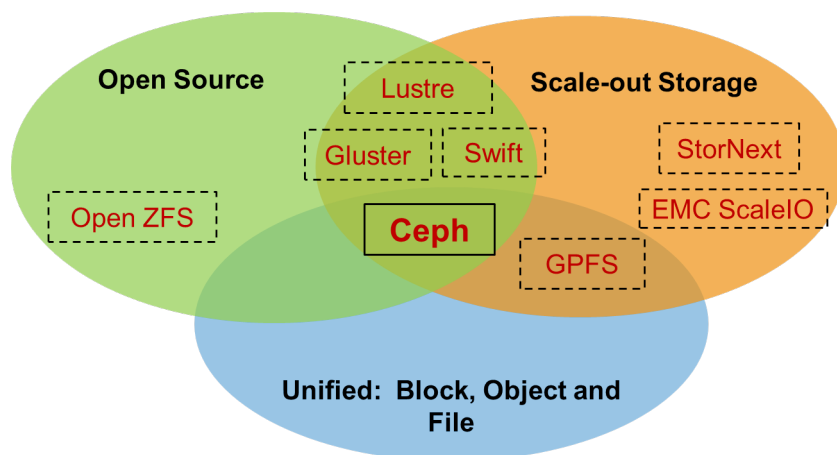 Open Source
Scale-out Storage
Lustre
Gluster
Swift
StorNext
Open ZFS
EMC ScaleIO
Ceph
GPFS
Unified:  Block, Object and
File